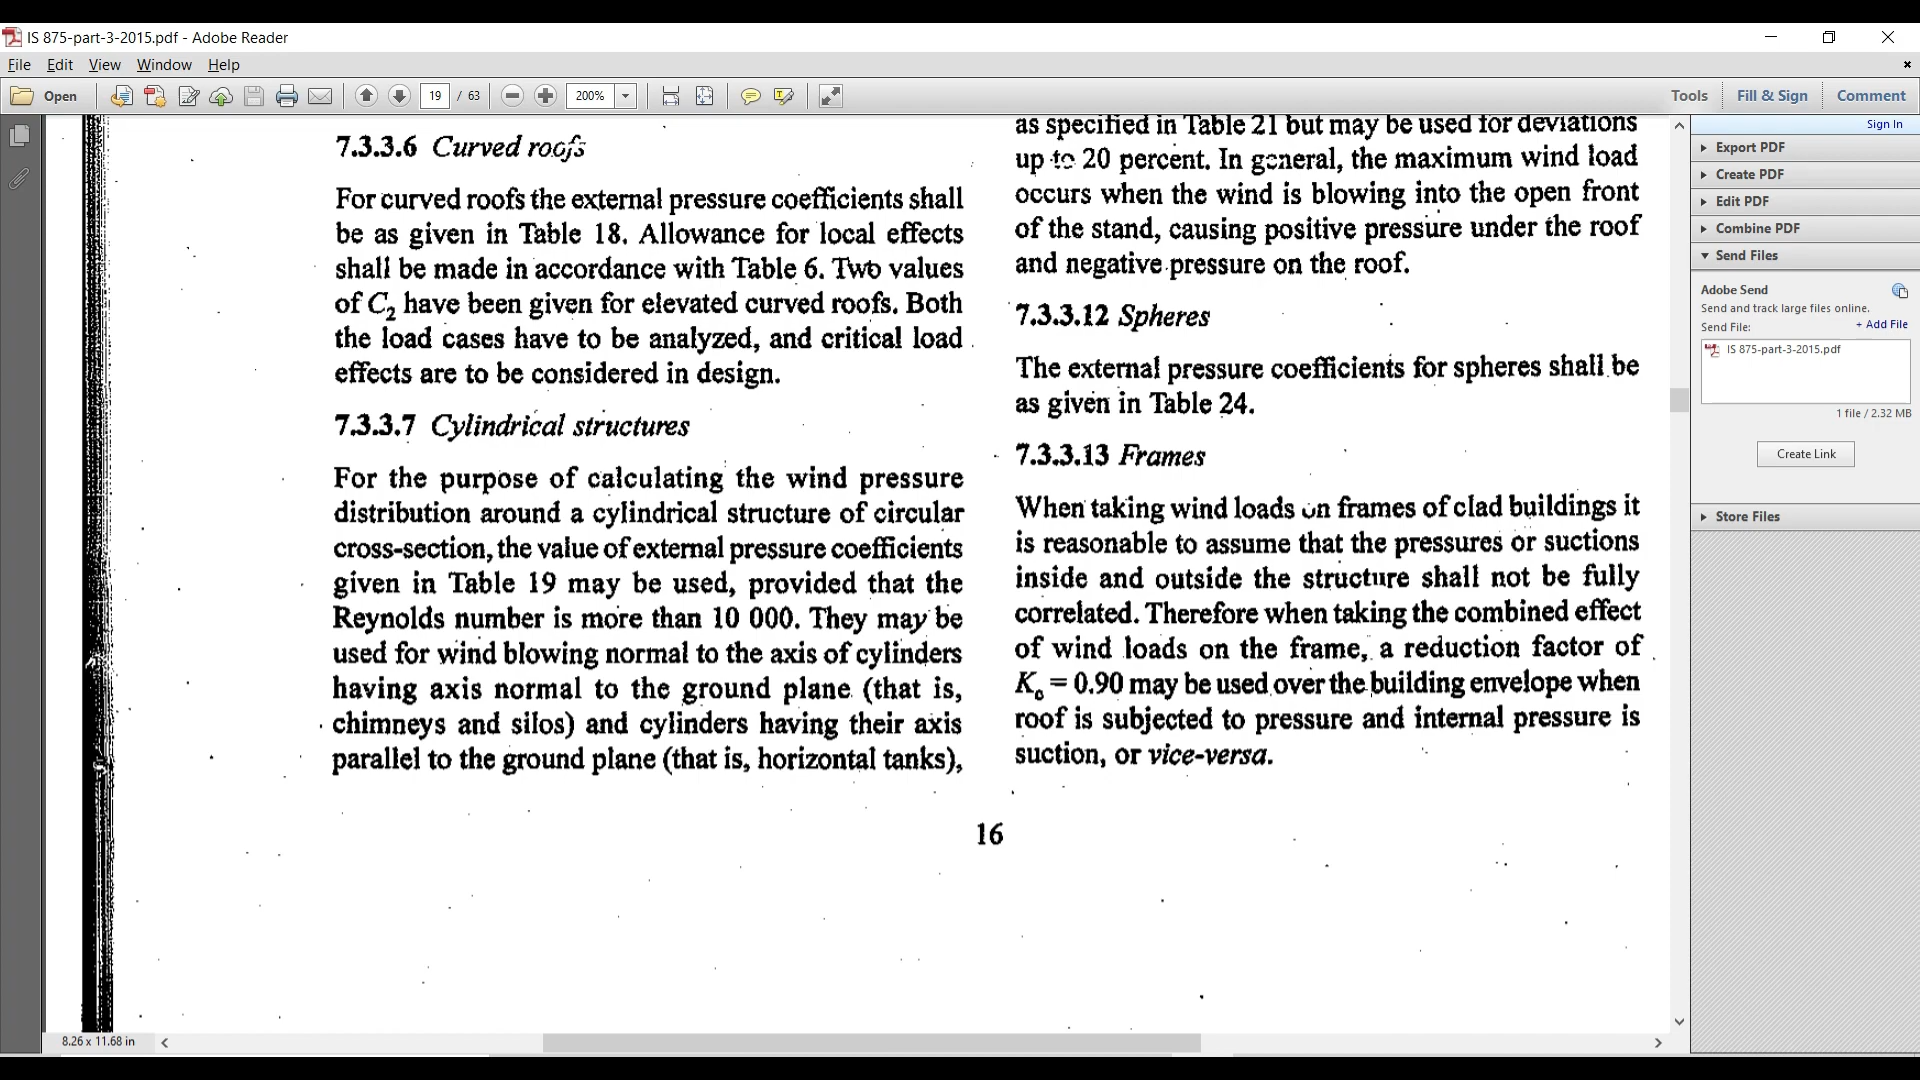 IS 875-part-3-2015.pdf - Adobe Reader
File Edit View Window Help
Open 19 / 63 200% Tools Fill & Sign Comment
7.3.3.6 Curved roofs
For curved roofs the external pressure coefficients shall
be as given in Table 18. Allowance for local effects
shall be made in accordance with Table 6. Two values
of C2 have been given for elevated curved roofs. Both
the load cases have to be analyzed, and critical load
effects are to be considered in design.
7.3.3.7 Cylindrical structures
For the purpose of calculating the wind pressure
distribution around a cylindrical structure of circular
cross-section, the value of external pressure coefficients
given in Table 19 may be used, provided that the
Reynolds number is more than 10 000. They may be
used for wind blowing normal to the axis of cylinders
having axis normal to the ground plane (that is,
chimneys and silos) and cylinders having their axis
parallel to the ground plane (that is, horizontal tanks),
as specified in Table 21 but may be used for deviations
up to 20 percent. In general, the maximum wind load
occurs when the wind is blowing into the open front
of the stand, causing positive pressure under the roof
and negative pressure on the roof.
7.3.3.12 Spheres
The external pressure coefficients for spheres shall be
as given in Table 24.
7.3.3.13 Frames
When taking wind loads on frames of clad buildings it
is reasonable to assume that the pressures or suctions
inside and outside the structure shall not be fully
correlated. Therefore when taking the combined effect
of wind loads on the frame, a reduction factor of
Kc = 0.90 may be used over the building envelope when
roof is subjected to pressure and internal pressure is
suction, or vice-versa.
16
8.26 x 11.68 in
Sign In
Export PDF
Create PDF
Edit PDF
Combine PDF
Send Files
Adobe Send
Send and track large files online.
Send File:
+ Add File
IS 875-part-3-2015.pdf
1 file / 2.32 MB
Create Link
Store Files